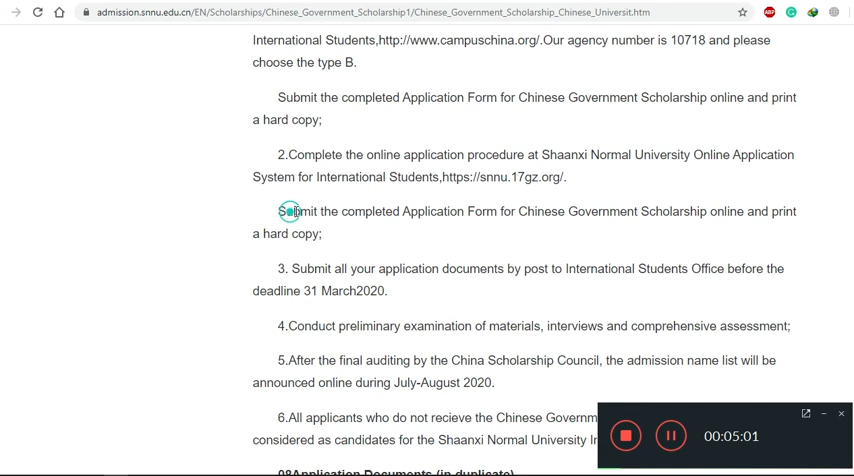 admission.snnu.edu.cn/EN/Scholarships/Chinese_Government_Scholarship1/Chinese_Government_Scholarship_Chinese_Universit.htm
ABP
International Students,http://www.campuschina.org/.Our agency number is 10718 and please
choose the type B.
Submit the completed Application Form for Chinese Government Scholarship online and print
a hard copy;
2.Complete the online application procedure at Shaanxi Normal University Online Application
System for International Students,https://snnu.17gz.org/.
Submit the completed Application Form for Chinese Government Scholarship online and print
a hard copy;
3. Submit all your application documents by post to International Students Office before the
deadline 31 March2020.
4.Conduct preliminary examination of materials, interviews and comprehensive assessment;
5.After the final auditing by the China Scholarship Council, the admission name list will be
announced online during July-August 2020.
6.All applicants who do not recieve the Chinese Governm
considered as candidates for the Shaanxi Normal University In
00:05:01
08Application Documents (in duplicate)